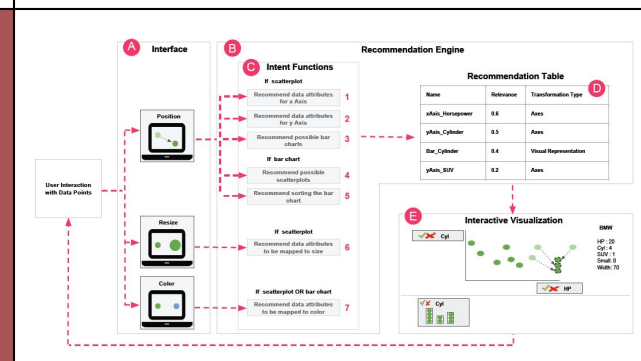 A
Interface
B
Recommendation Engine
C
Intent Functions
If scatterplot
Recommend data attributes
for x Axis
1
Recommend data attributes
for y Axis
2
Recommend possible bar
charts
3
If bar chart
Recommend possible
scatterplots
4
Recommend sorting the bar
chart
5
If scatterplot
Recommend data attributes
to be mapped to size
6
If scatterplot OR bar chart
Recommend data attributes
to be mapped to color
7
Position
Resize
Color
User Interaction
with Data Points
Recommendation Table
D
Name Relevance Transformation Type
xAxis_Horsepower 0.6 Axes
yAxis_Cylinder 0.5 Axes
Bar_Cylinder 0.4 Visual Representation
yAxis_SUV 0.2 Axes
E
Interactive Visualization
Cyl
BMW
HP : 20
Cyl : 4
SUV : 1
Small: 0
Width: 70
HP
Cyl